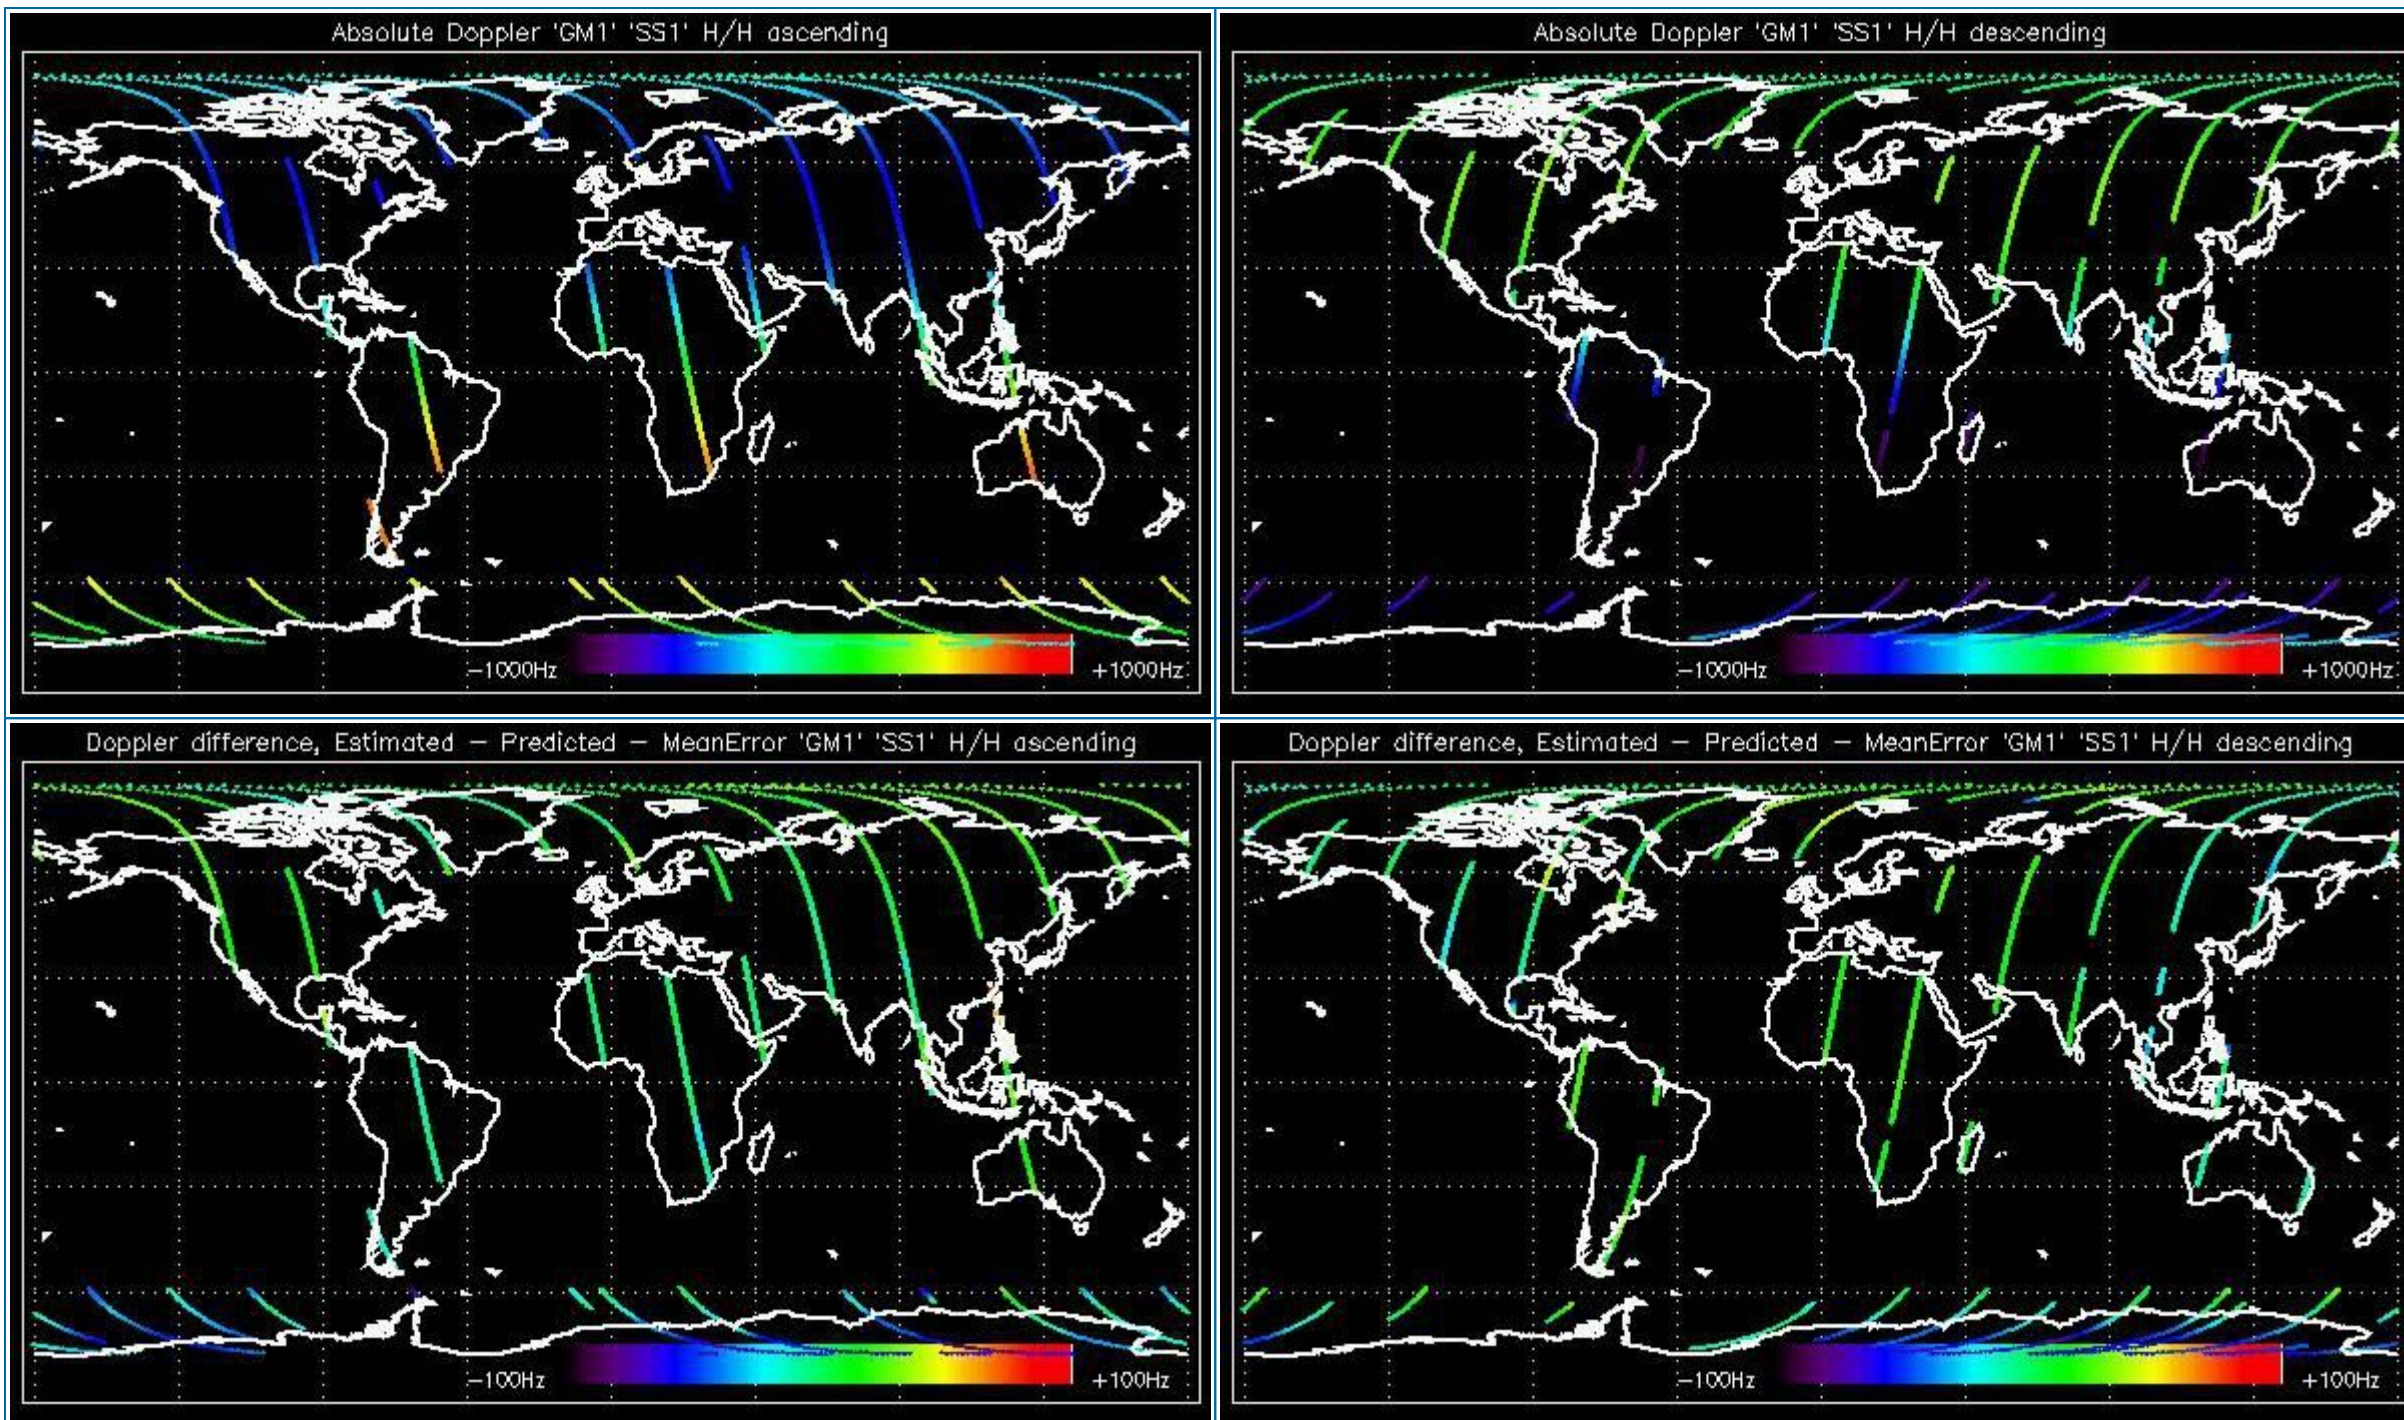 Absolute Doppler 'GM1' 'SS1' H/H ascending
-1000Hz
+1000Hz
Absolute Doppler 'GM1' 'SS1' H/H descending
-1000Hz
+1000Hz
Doppler difference, Estimated - Predicted - MeanError 'GM1' 'SS1' H/H ascending
-100Hz
+100Hz
Doppler difference, Estimated - Predicted - MeanError 'GM1' 'SS1' H/H descending
-100Hz
+100Hz